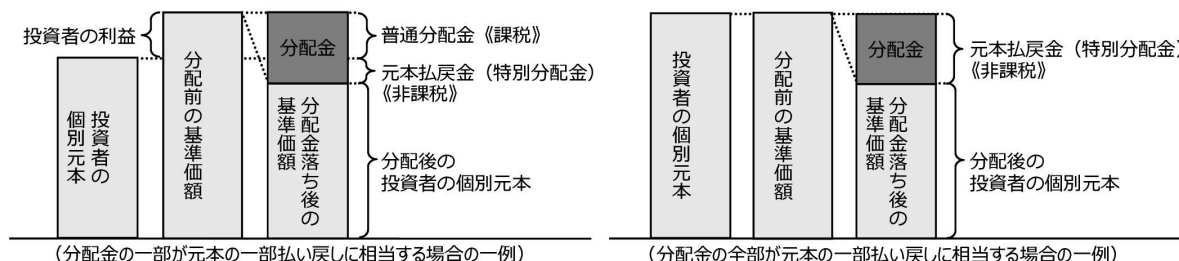 投資者の利益
投資者の
個別元本
分配前の基準価額
分配金
分配金落ち後の
基準価額
普通分配金《課税》
元本払戻金（特別分配金）
《非課税》
分配後の
投資者の個別元本
（分配金の一部が元本の一部払い戻しに相当する場合の一例）
投資者の個別元本
分配前の基準価額
分配金
分配金落ち後の
基準価額
元本払戻金（特別分配金）
《非課税》
分配後の
投資者の個別元本
（分配金の全部が元本の一部払い戻しに相当する場合の一例）